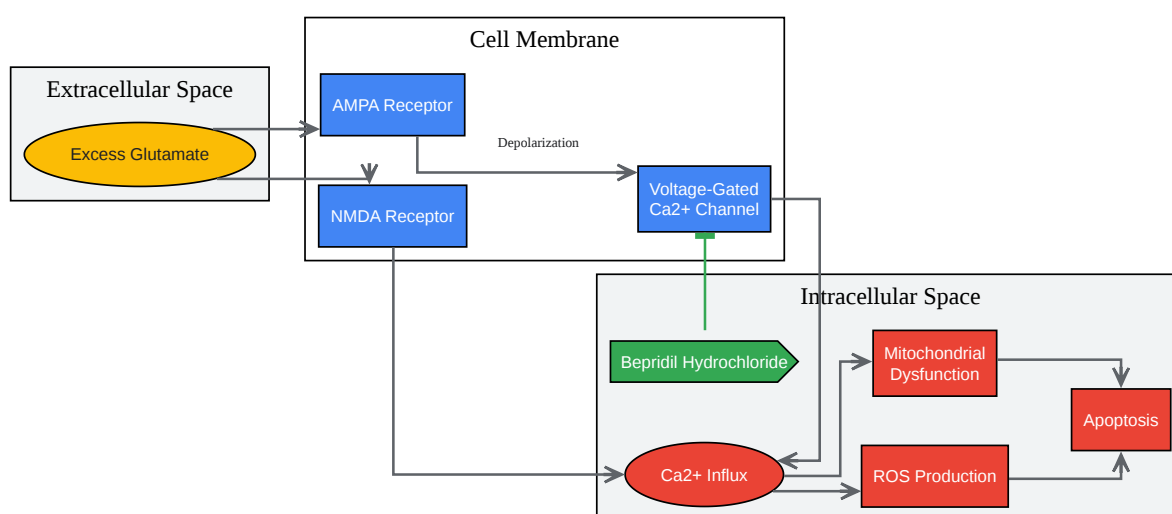 Cell Membrane
Extracellular Space
AMPA Receptor
Excess Glutamate
Depolarization
NMDA Receptor
Voltage-Gated
Ca2+ Channel
Intracellular Space
Bepridil Hydrochloride
Mitochondrial
Dysfunction
Apoptosis
Ca2+ Influx
ROS Production